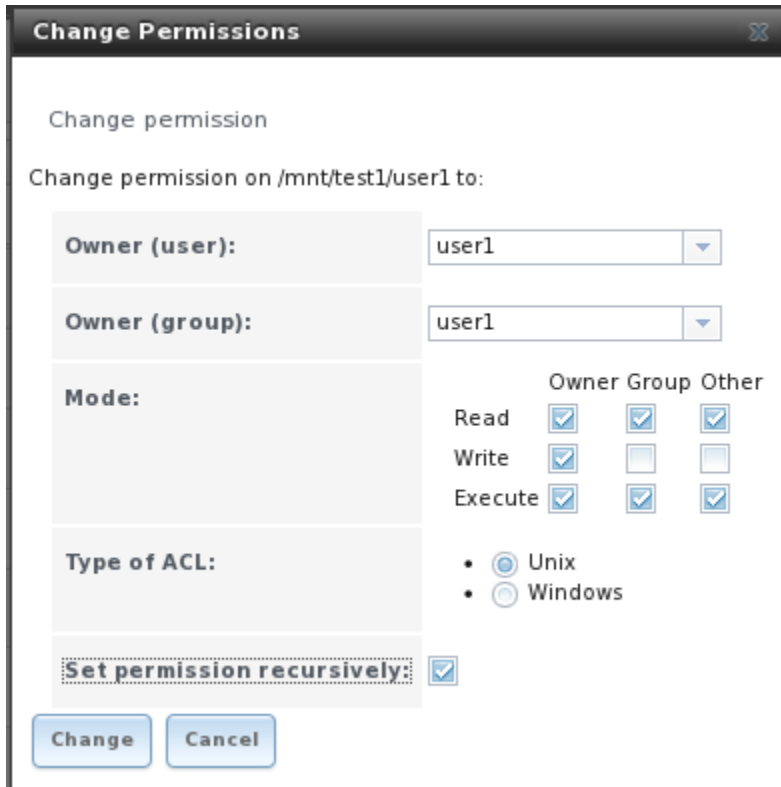 Change Permissions
Change permission
Change permission on /mnt/test1/user1 to:
Owner (user): user1
Owner (group): user1
Mode: Owner Group Other
Read
Write
Execute
Type of ACL: Unix
Windows
Set permission recursively:
Change Cancel